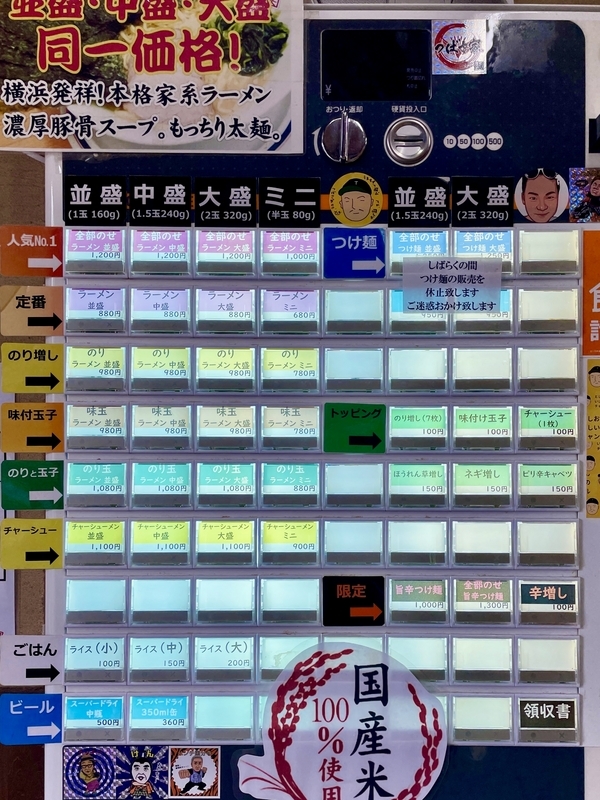 並盛・中盛・大盛
同一価格!
横浜発祥!本格家系ラーメン
濃厚豚骨スープ。もっちり太麺。
¥
つばさ家
おつり・返却
硬貨投入口
10 50 100 500
並盛
(1玉 160g)
中盛
(1.5玉240g)
大盛
(2玉 320g)
ミニ
(半玉 80g)
並盛
(1.5玉240g)
大盛
(2玉 320g)
人気No.1
全部のせ
ラーメン 並盛
1,200円
全部のせ
ラーメン 中盛
1,200円
全部のせ
ラーメン 大盛
1,200円
全部のせ
ラーメン ミニ
1,000円
つけ麺
全部のせ
つけ麺 並盛
全部のせ
つけ麺 大盛
しばらくの間
つけ麺の販売を
休止致します
ご迷惑おかけ致します
定番
ラーメン
並盛
880円
ラーメン
中盛
880円
ラーメン
大盛
880円
ラーメン
ミニ
680円
のり増し
のり
ラーメン 並盛
980円
のり
ラーメン 中盛
980円
のり
ラーメン 大盛
980円
のり
ラーメン ミニ
780円
味付玉子
味玉
ラーメン 並盛
980円
味玉
ラーメン 中盛
980円
味玉
ラーメン 大盛
980円
味玉
ラーメン ミニ
780円
トッピング
のり増し(7枚)
100円
味付け玉子
100円
チャーシュー
(1枚)
100円
のりと玉子
のり玉
ラーメン 並盛
1,080円
のり玉
ラーメン 中盛
1,080円
のり玉
ラーメン 大盛
1,080円
のり玉
ラーメン ミニ
880円
ほうれん草増し
150円
ネギ増し
150円
ピリ辛キャベツ
150円
チャーシュー
チャーシューメン
並盛
1,100円
チャーシューメン
中盛
1,100円
チャーシューメン
大盛
1,100円
チャーシューメン
ミニ
900円
限定
旨辛つけ麺
1,000円
全部のせ
旨辛つけ麺
1,300円
辛増し
100円
ごはん
ライス(小)
100円
ライス(中)
150円
ライス(大)
200円
ビール
スーパードライ
中瓶
500円
スーパードライ
350ml缶
360円
領収書
国産米
100%使用